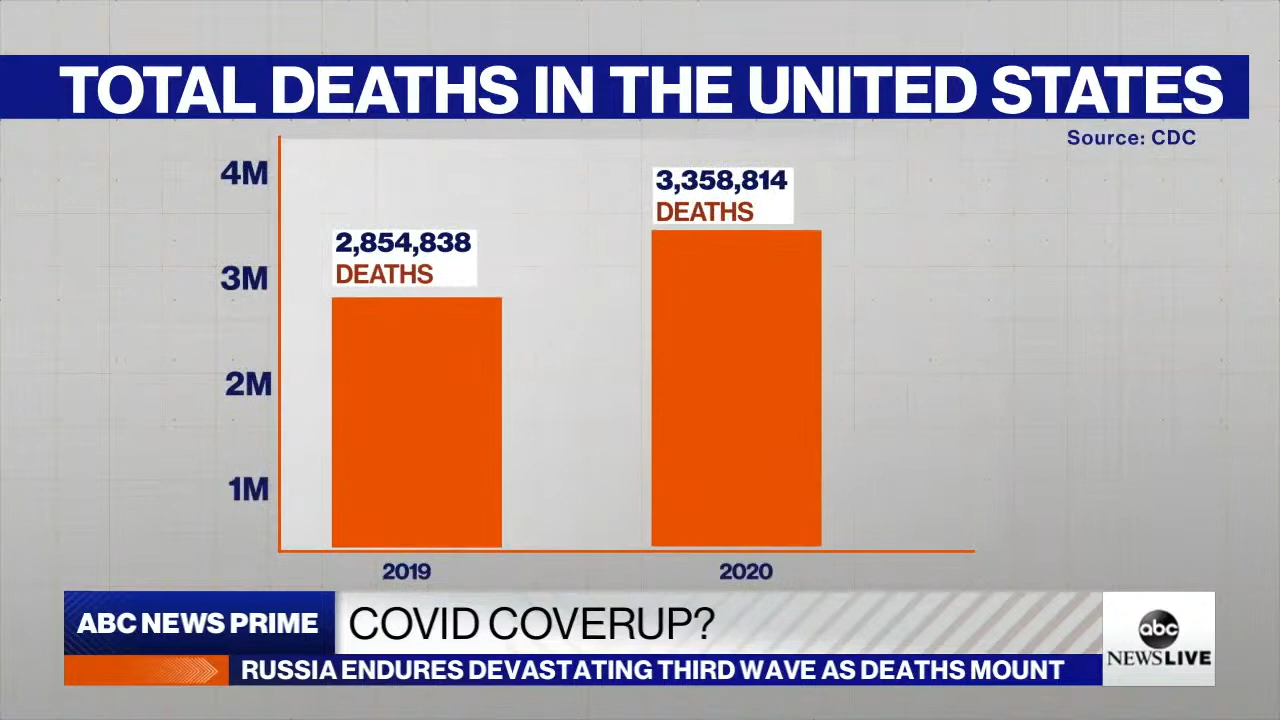 TOTAL DEATHS IN THE UNITED STATES
Source: CDC
4M
3M
2M
1M
2,854,838
DEATHS
3,358,814
DEATHS
2019
2020
ABC NEWS PRIME
COVID COVERUP?
RUSSIA ENDURES DEVASTATING THIRD WAVE AS DEATHS MOUNT
abc
NEWSLIVE